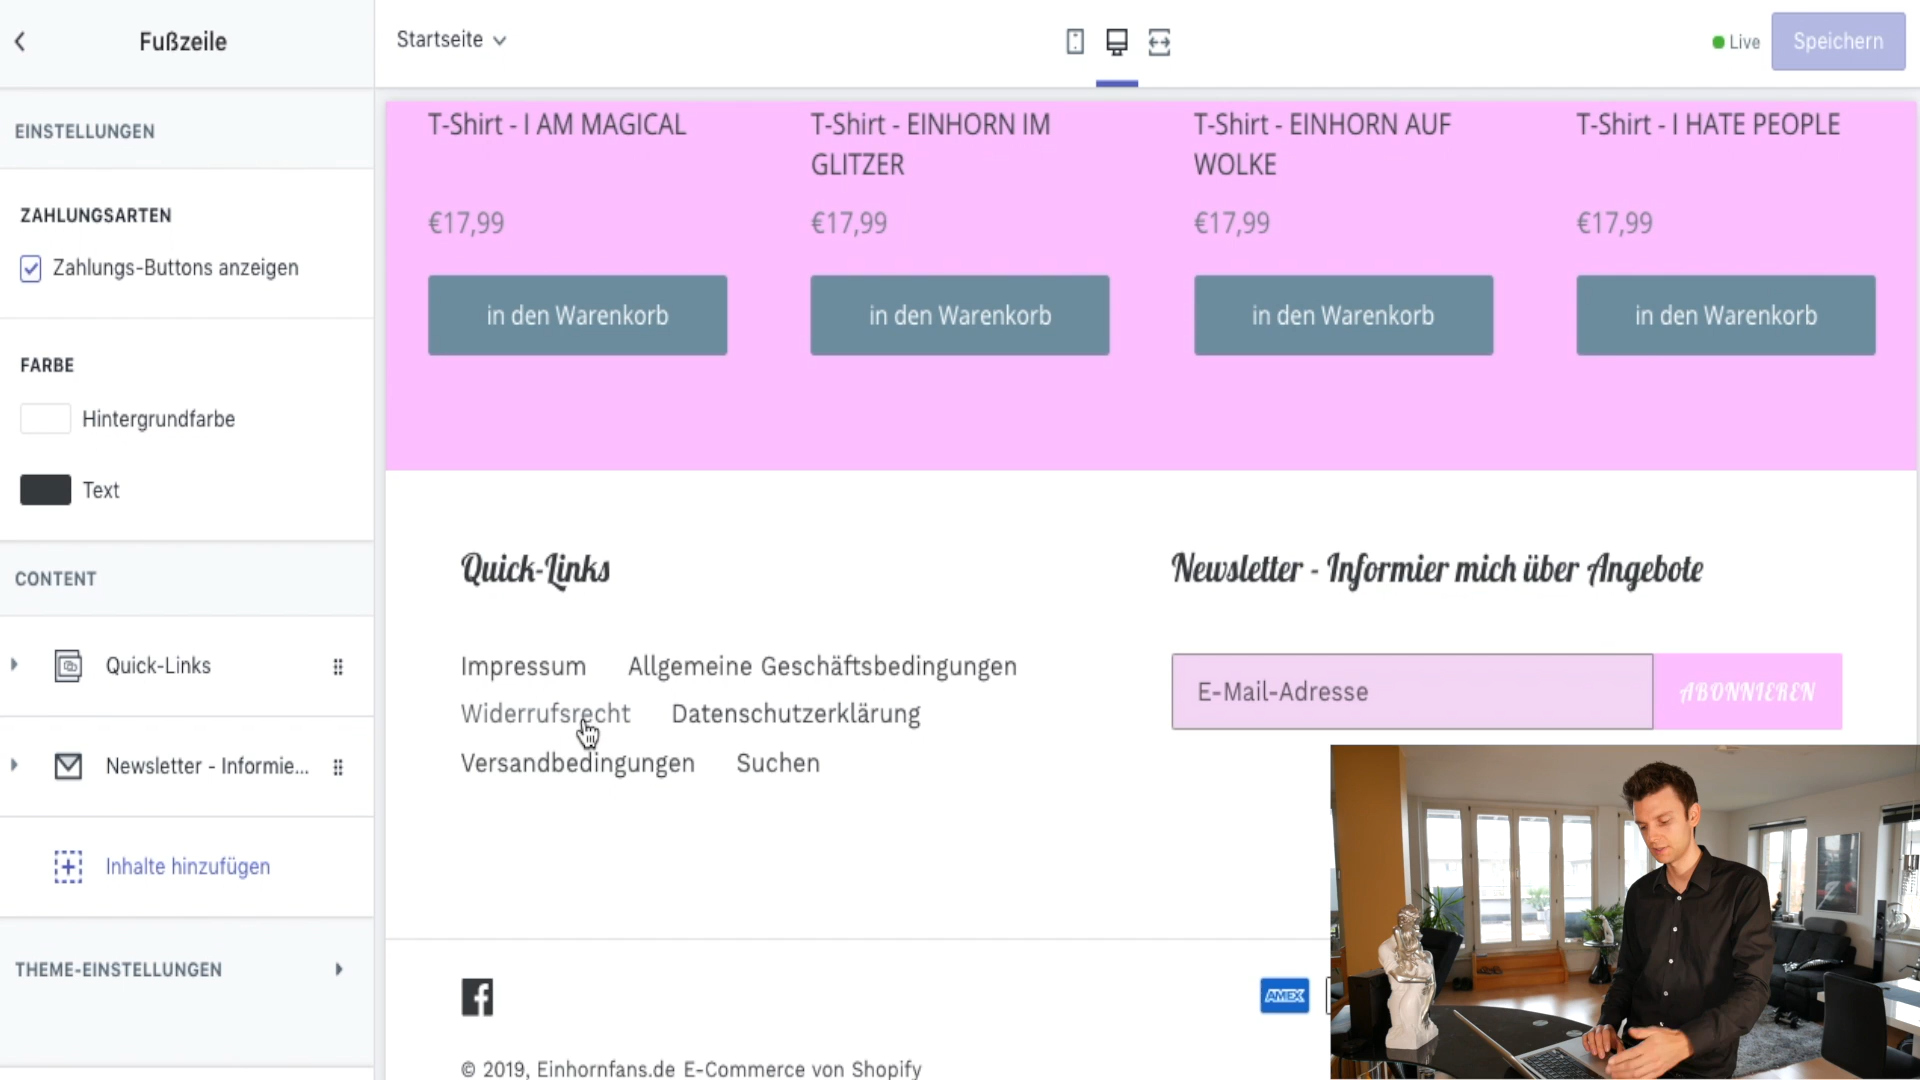 Fußzeile
Startseite
Live
Speichern
EINSTELLUNGEN
ZAHLUNGSARTEN
Zahlungs-Buttons anzeigen
FARBE
Hintergrundfarbe
Text
CONTENT
Quick-Links
Newsletter - Informie...
Inhalte hinzufügen
THEME-EINSTELLUNGEN
T-Shirt - I AM MAGICAL
€17,99
in den Warenkorb
T-Shirt - EINHORN IM
GLITZER
€17,99
in den Warenkorb
T-Shirt - EINHORN AUF
WOLKE
€17,99
in den Warenkorb
T-Shirt - I HATE PEOPLE
€17,99
in den Warenkorb
Quick-Links
Impressum Allgemeine Geschäftsbedingungen
Widerrufsrecht Datenschutzerklärung
Versandbedingungen Suchen
Newsletter - Informier mich über Angebote
E-Mail-Adresse
ABONNIEREN
AMEX
© 2019, Einhornfans.de E-Commerce von Shopify